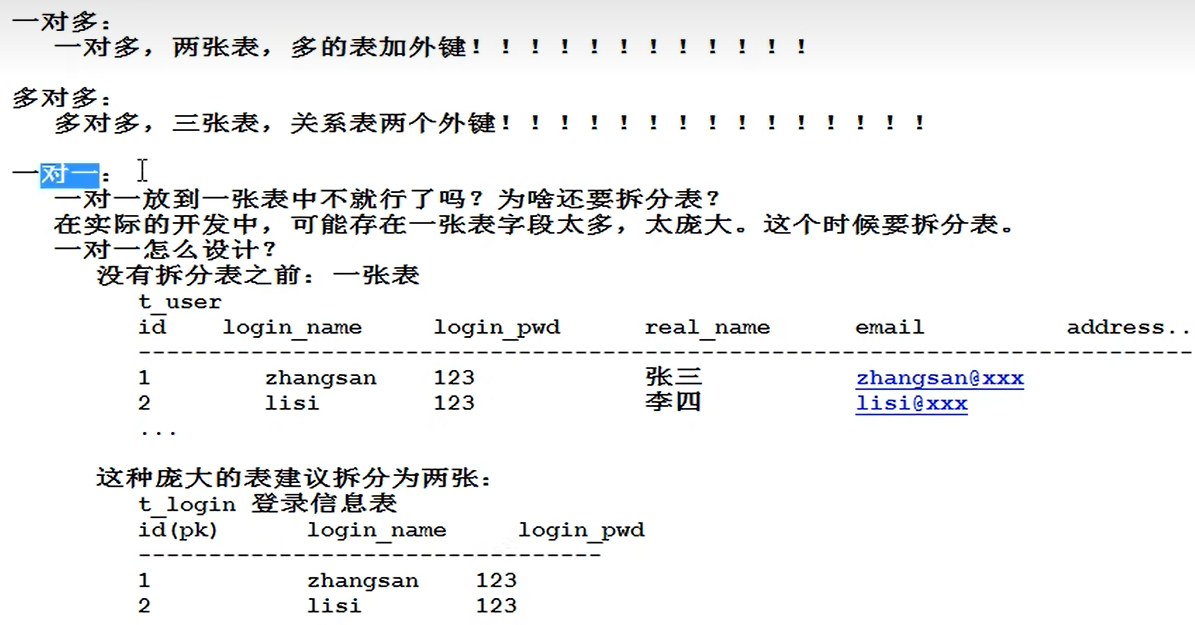 一对多：
一对多，两张表，多的表加外键！！！！！！！！！！！！
多对多：
多对多，三张表，关系表两个外键！！！！！！！！！！！！！！！
一对一：
一对一放到一张表中不就行了吗？为啥还要拆分表？
在实际的开发中，可能存在一张表字段太多，太庞大。这个时候要拆分表。
一对一怎么设计？
没有拆分表之前：一张表
t_user
id login_name login_pwd real_name email address..
---------------------------------------------------------------------------
1 zhangsan 123 张三 zhangsan@xxx
2 lisi 123 李四 lisi@xxx
...
这种庞大的表建议拆分为两张：
t_login 登录信息表
id(pk) login_name login_pwd
---------------------------------
1 zhangsan 123
2 lisi 123